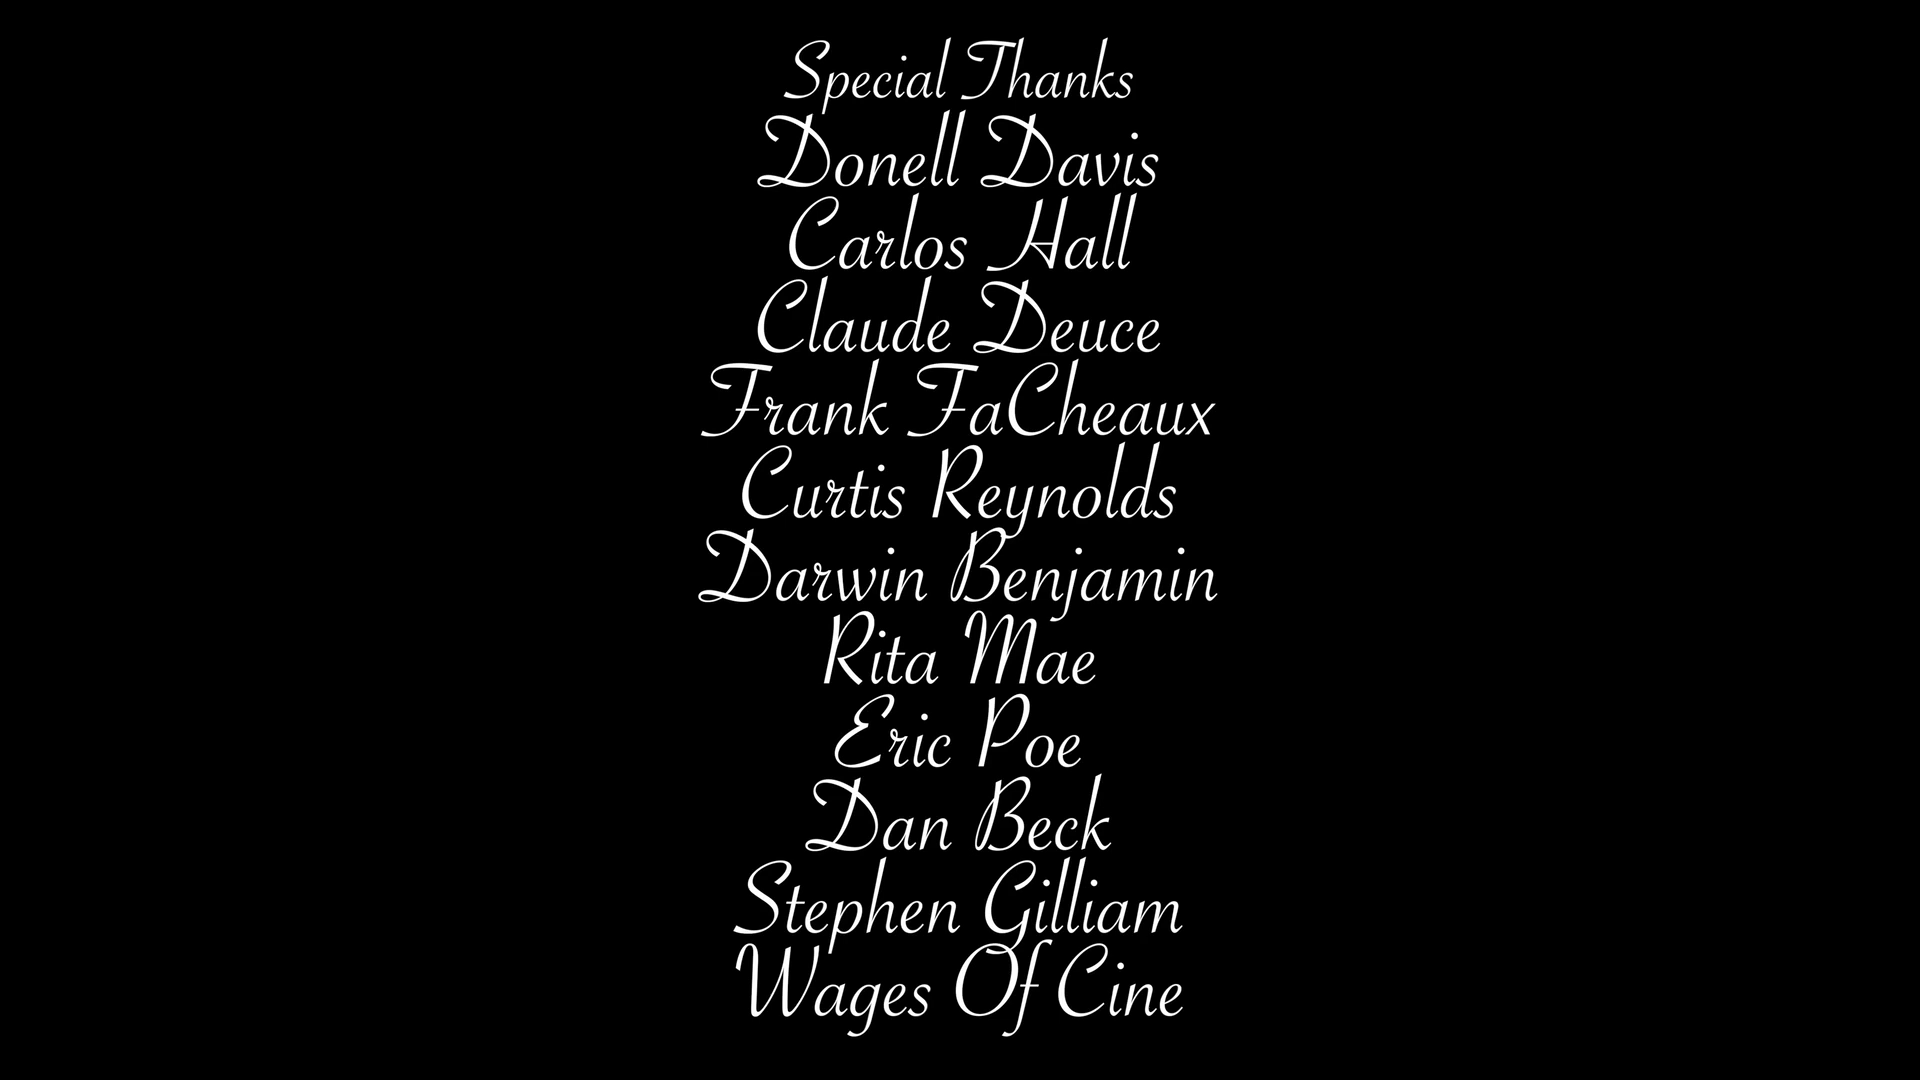 Special Thanks
Donell Davis
Carlos Hall
Claude Deuce
Frank FaCheaux
Curtis Reynolds
Darwin Benjamin
Rita Mae
Eric Poe
Dan Beck
Stephen Gilliam
Wages Of Cine